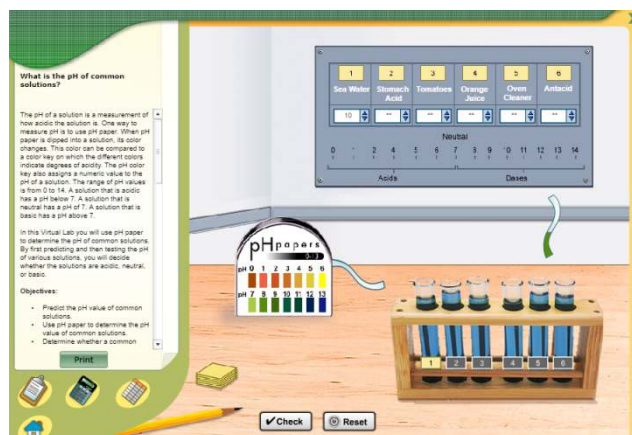 What is the pH of common
solutions?
The pH of a solution is a measurement of
how acidic the solution is. One way to
measure pH is to use pH paper. When pH
paper is dipped into a solution, its color
changes. This color can be compared to
a color key on which the different colors
indicate degrees of acidity. The pH color
key also assigns a numeric value to the
pH of a solution. The range of pH values
is from 0 to 14. A solution that is acidic
has a pH below 7. A solution that is
neutral has a pH of 7. A solution that is
basic has a pH above 7.
In this Virtual Lab you will use pH paper
to determine the pH of common solutions.
By first predicting and then testing the pH
of various solutions, you will decide
whether the solutions are acidic, neutral,
or basic.
Objectives:
• Predict the pH value of common
solutions.
• Use pH paper to determine the pH
value of common solutions.
• Determine whether a common
Print
1 2 3 4 5 6
Sea Water Stomach Acid Tomatoes Orange Juice Oven Cleaner Antacid
10 -- -- -- -- --
Neutral
0 1 2 4 5 6 7 8 9 10 11 12 13 14
Acids Bases
pH papers
0-13
pH 0 1 2 3 4 5 6
pH 7 8 9 10 11 12 13
1 2 3 4 5 6
Check Reset